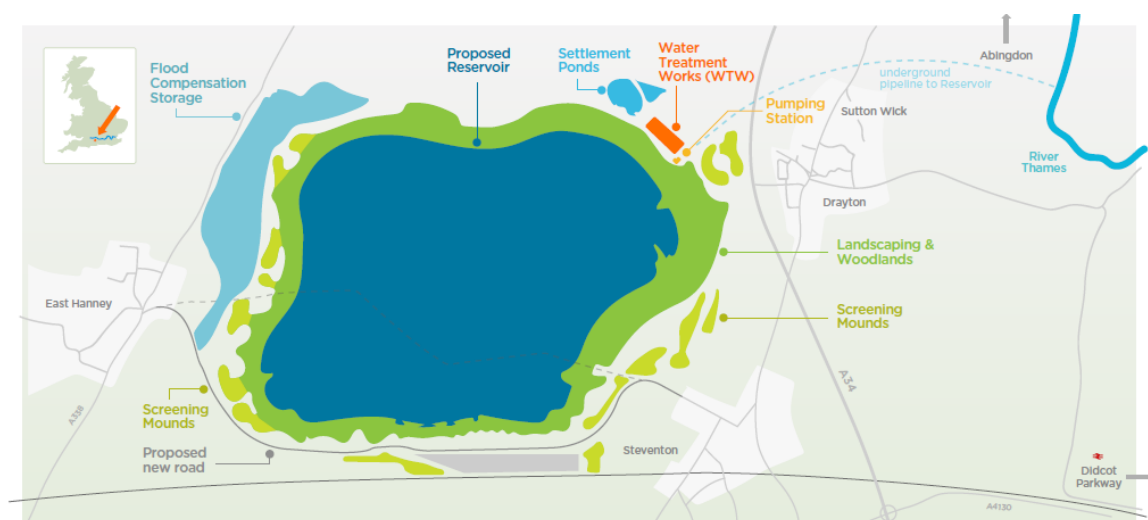 Flood
Compensation
Storage
Proposed
Reservoir
Settlement
Ponds
Water
Treatment
Works (WTW)
Pumping
Station
underground
pipeline to Reservoir
Abingdon
Sutton Wick
River
Thames
Drayton
Landscaping &
Woodlands
East Hanney
Screening
Mounds
A34
A338
Screening
Mounds
Proposed
new road
Steventon
Didcot
Parkway
A4130